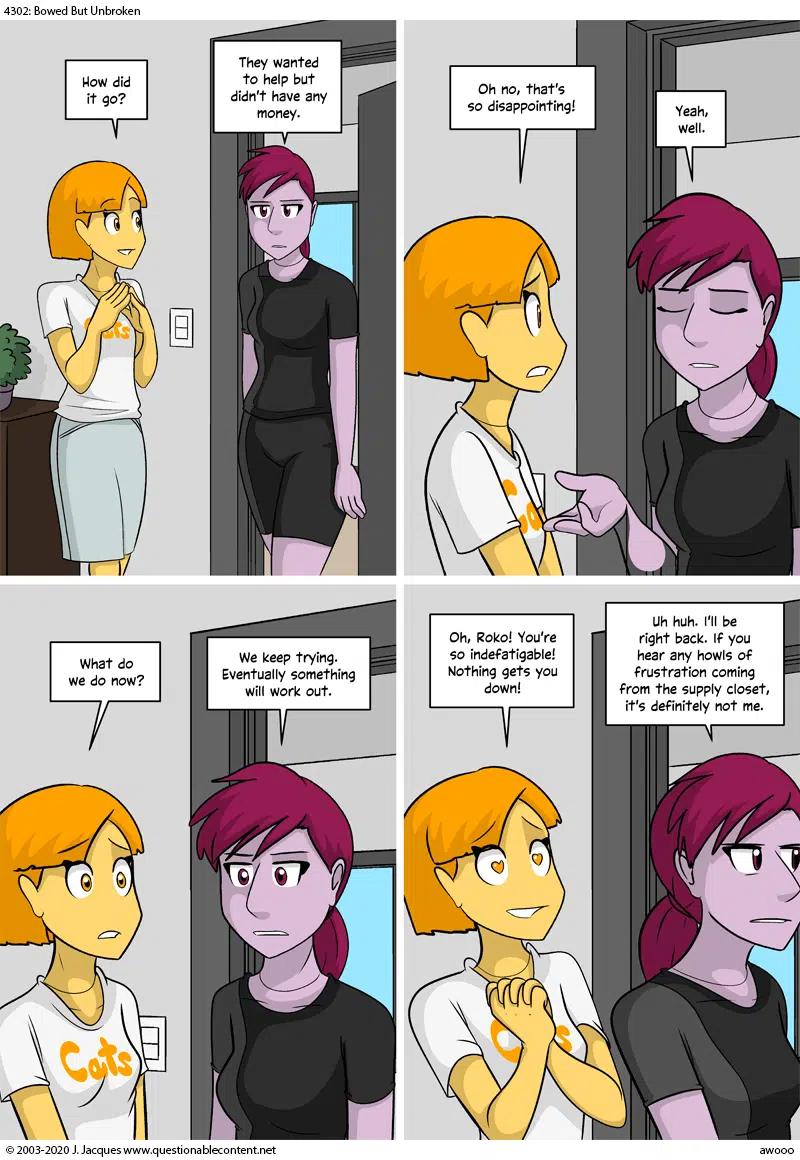 4302: Bowed But Unbroken
How did
it go?
They wanted
to help but
didn't have any
money.
Cats
Oh no, that's
so disappointing!
Yeah,
well.
What do
we do now?
We keep trying.
Eventually something
will work out.
Cats
Oh, Roko! You're
so indefatigable!
Nothing gets you
down!
Uh huh. I'll be
right back. If you
hear any howls of
frustration coming
from the supply closet,
it's definitely not me.
© 2003-2020 J. Jacques www.questionablecontent.net
awooo